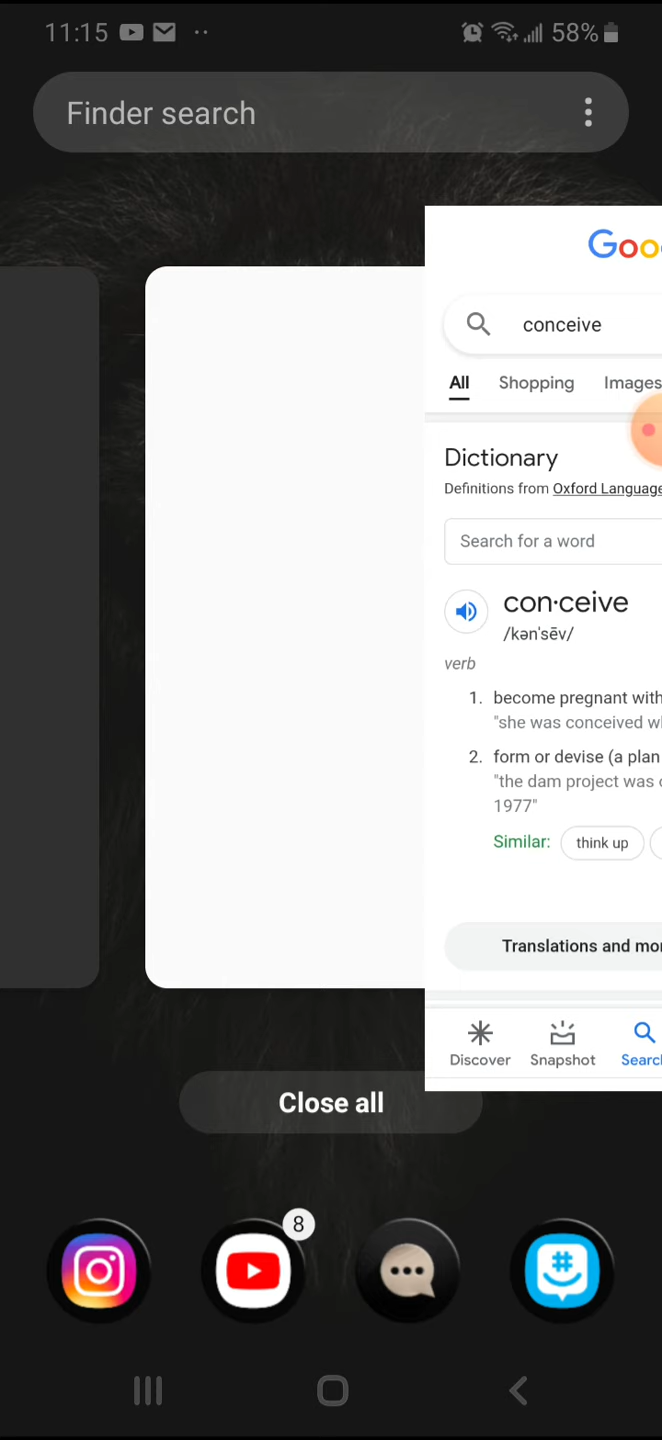 11:15 58%
Finder search
Goo
conceive
All Shopping Images
Dictionary
Definitions from Oxford Language
Search for a word
con·ceive
/kən'sēv/
verb
1. become pregnant with
"she was conceived w
2. form or devise (a plan
"the dam project was
1977"
Similar: think up
Translations and mo
Discover Snapshot Search
Close all
8